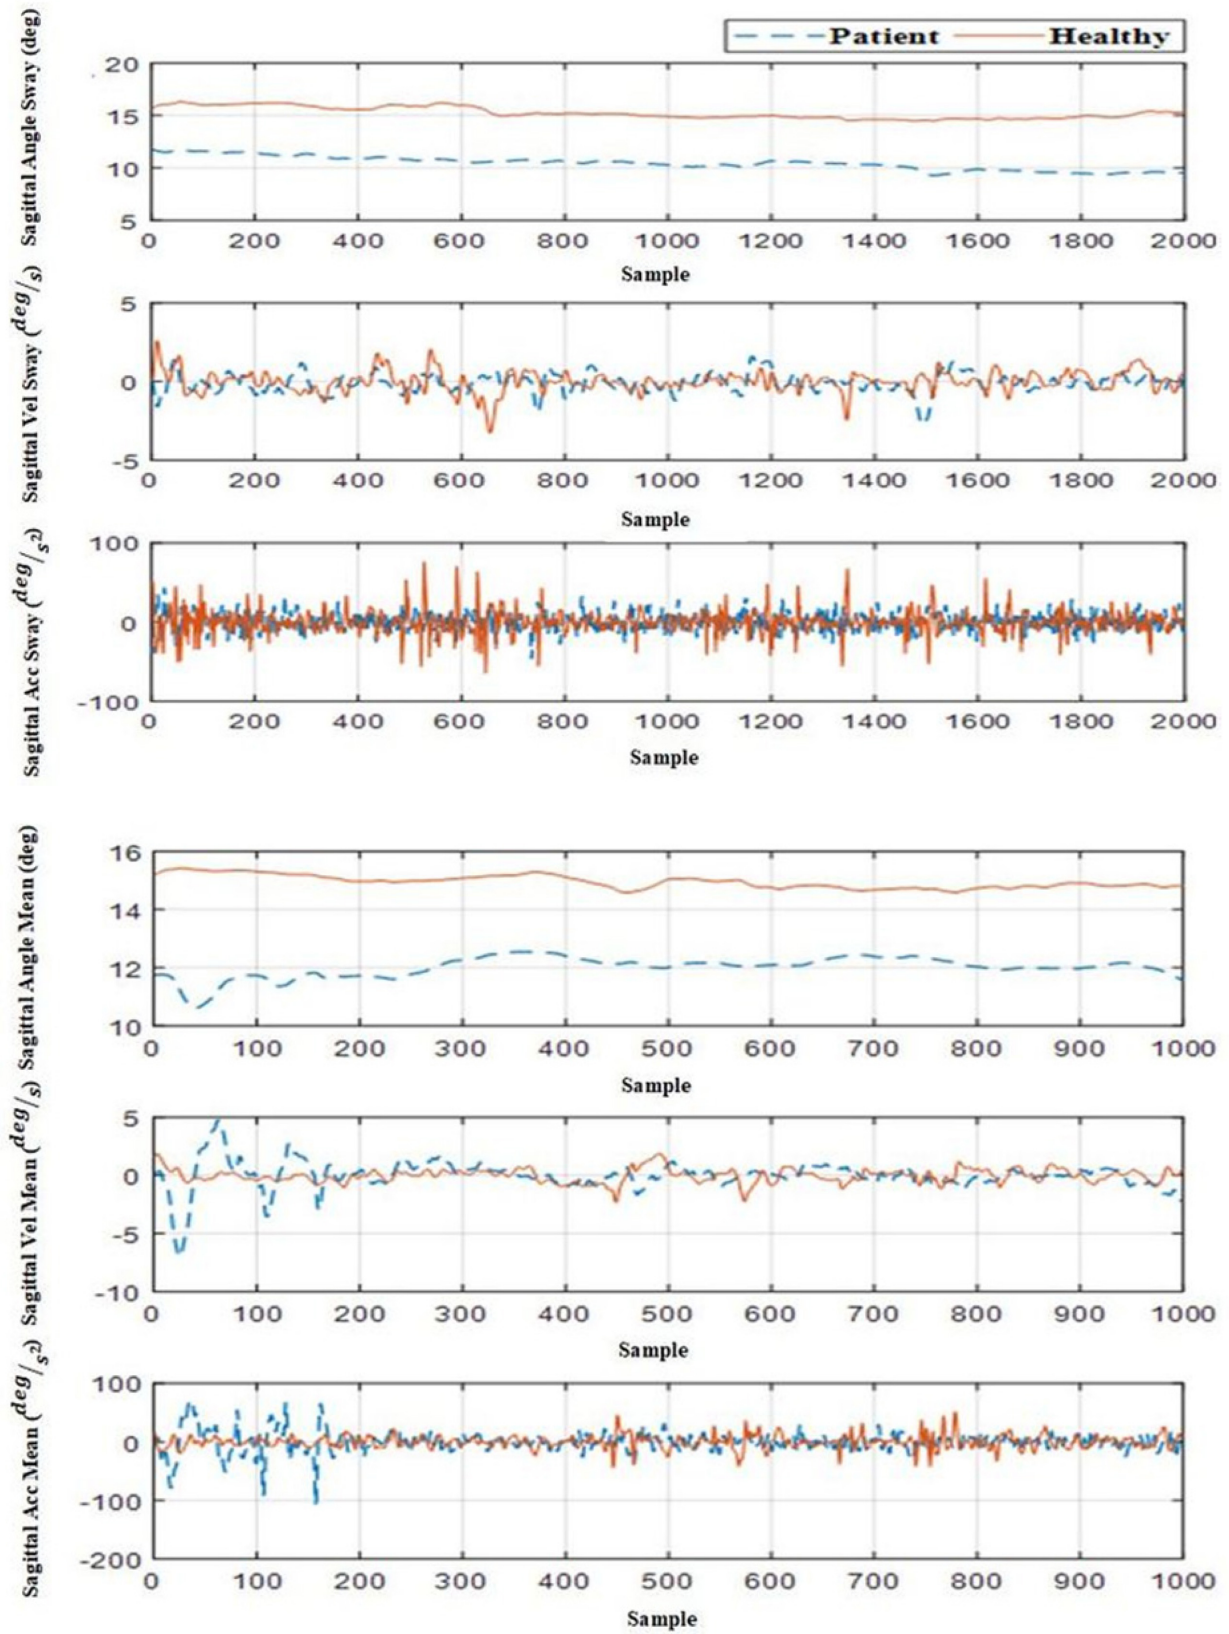 Patient Healthy
Sagittal Angle Sway (deg)
20
15
10
5
0 200 400 600 800 1000 1200 1400 1600 1800 2000
Sample
Sagittal Vel Sway (deg/s)
5
0
-5
0 200 400 600 800 1000 1200 1400 1600 1800 2000
Sample
Sagittal Acc Sway (deg/s²)
100
0
-100
0 200 400 600 800 1000 1200 1400 1600 1800 2000
Sample
Sagittal Angle Mean (deg)
16
14
12
10
0 100 200 300 400 500 600 700 800 900 1000
Sample
Sagittal Vel Mean (deg/s)
5
0
-5
-10
0 100 200 300 400 500 600 700 800 900 1000
Sample
Sagittal Acc Mean (deg/s²)
100
0
-100
-200
0 100 200 300 400 500 600 700 800 900 1000
Sample